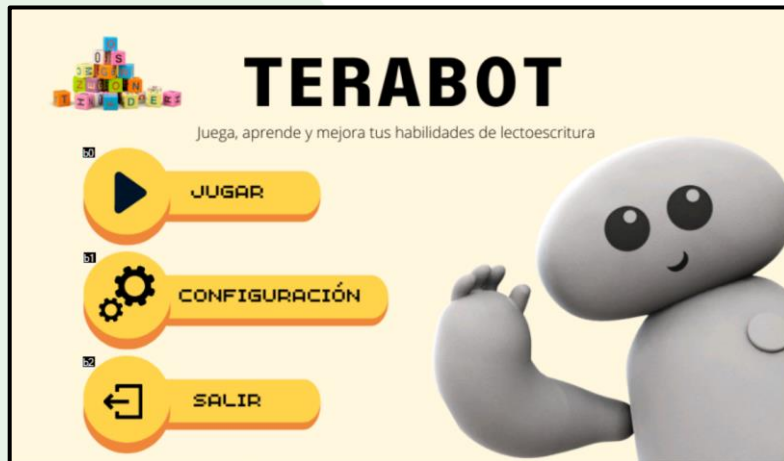 TERABOT
Juega, aprende y mejora tus habilidades de lectoescritura
b0
JUGAR
b1
CONFIGURACIÓN
b2
SALIR